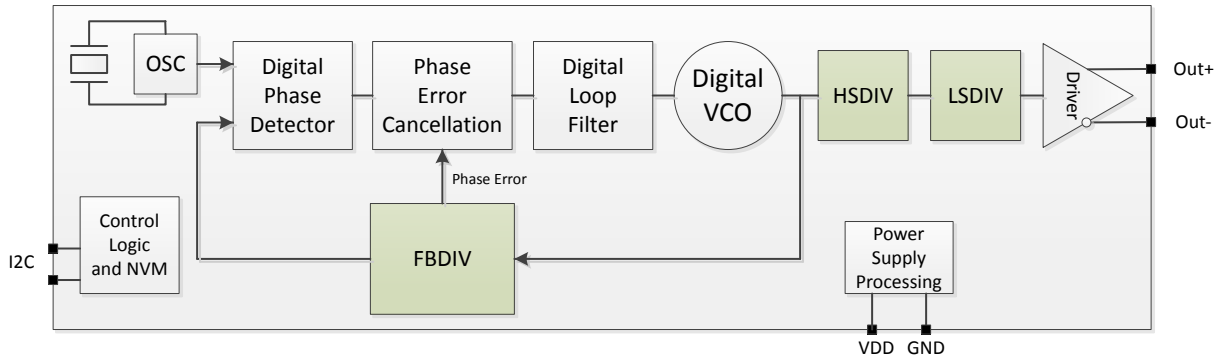 OSC
Digital
Phase
Detector
Phase
Error
Cancellation
Digital
Loop
Filter
Digital
VCO
HSDIV
LSDIV
Driver
Out+
Out-
Phase Error
FBDIV
Control
Logic
and NVM
I2C
Power
Supply
Processing
VDD
GND